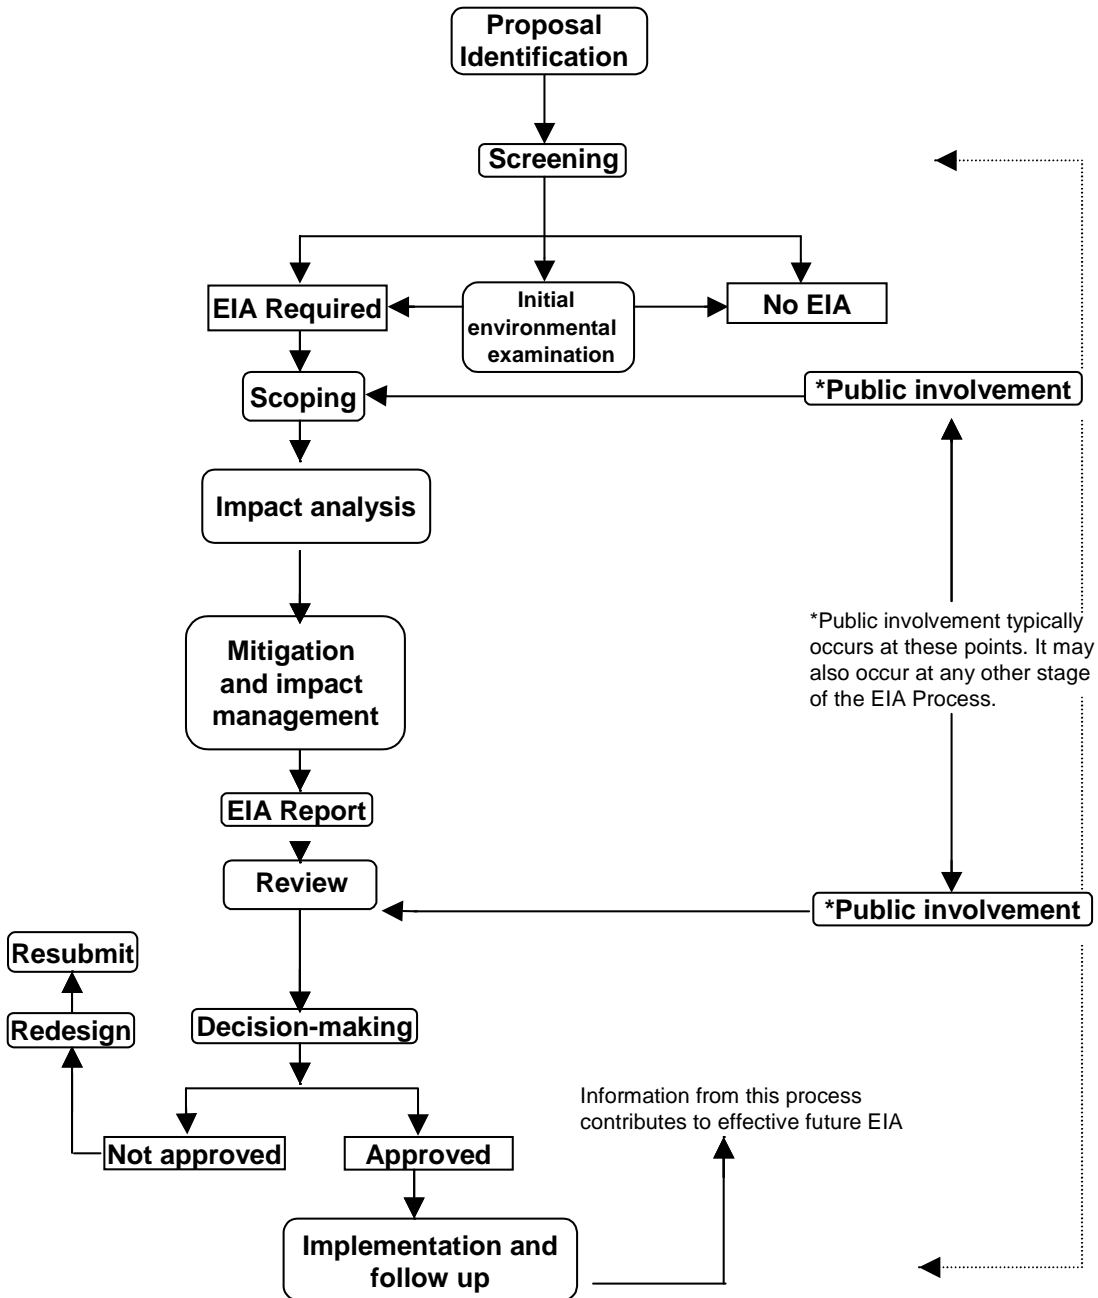 Proposal
Identification
Screening
EIA Required
Initial
environmental
examination
No EIA
Scoping
*Public involvement
Impact analysis
*Public involvement typically
occurs at these points. It may
also occur at any other stage
of the EIA Process.
Mitigation
and impact
management
EIA Report
Review
*Public involvement
Resubmit
Redesign
Decision-making
Information from this process
contributes to effective future EIA
Not approved
Approved
Implementation and
follow up